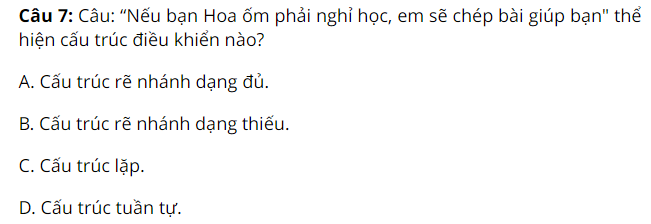 Câu 7: Câu: “Nếu bạn Hoa ốm phải nghỉ học, em sẽ chép bài giúp bạn" thể
hiện cấu trúc điều khiển nào?
A. Cấu trúc rẽ nhánh dạng đủ.
B. Cấu trúc rẽ nhánh dạng thiếu.
C. Cấu trúc lặp.
D. Cấu trúc tuần tự.